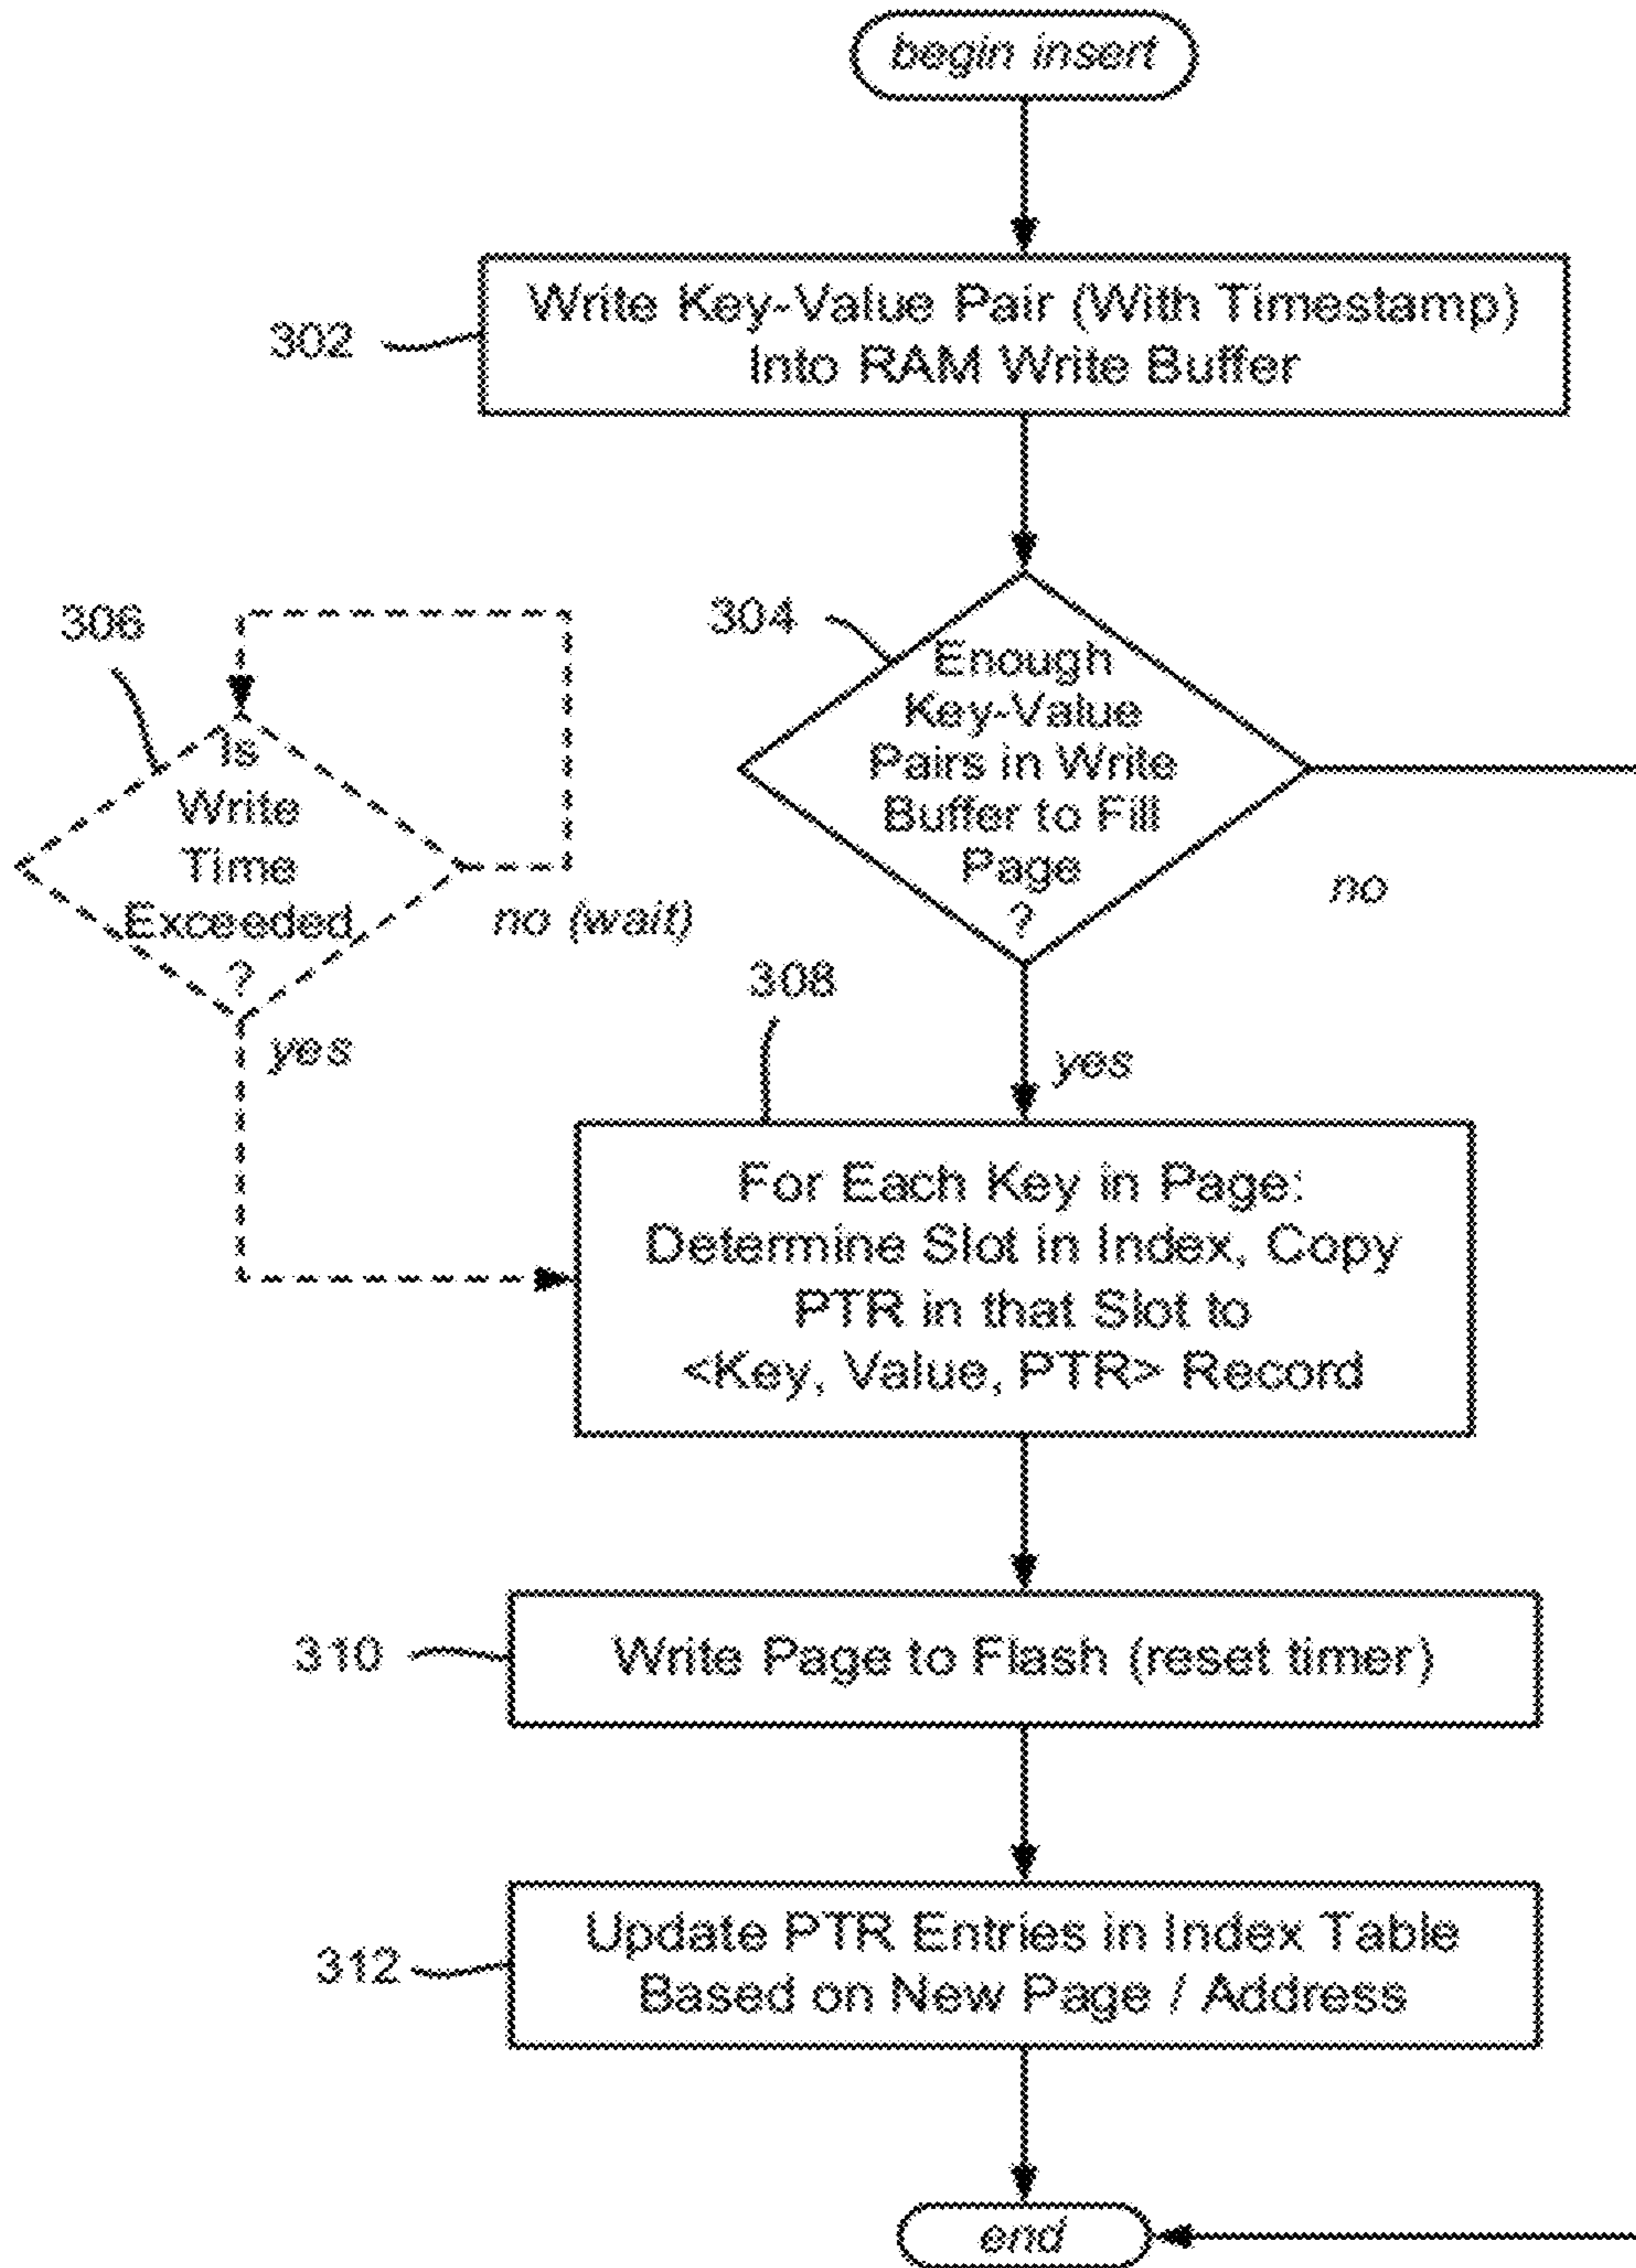 begin insert
302
Write Key-Value Pair (With Timestamp)
Into RAM Write Buffer
304
Enough
Key-Value
Pairs in Write
Buffer to Fill
Page
?
no
306
Is
Write
Time
Exceeded
?
no (wait)
yes
yes
308
For Each Key in Page:
Determine Slot in Index, Copy
PTR in that Slot to
<Key, Value, PTR> Record
310
Write Page to Flash (reset timer)
312
Update PTR Entries in Index Table
Based on New Page / Address
end